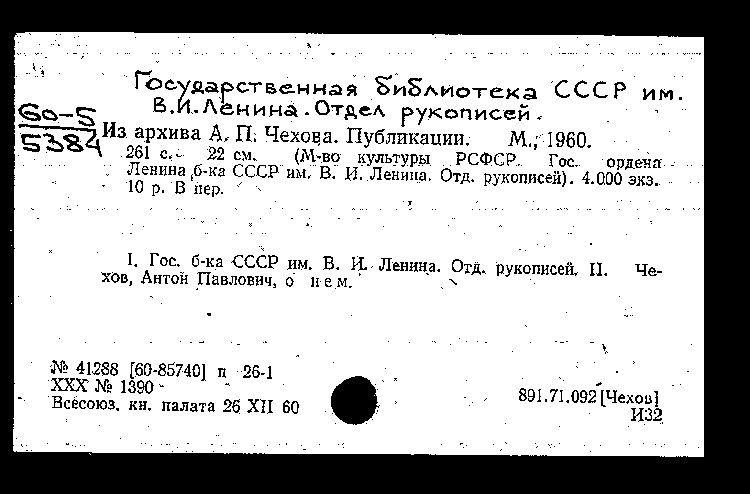 Государственная библиотека СССР им.
В.И.Ленина. Отдел рукописей.
60-5
5384
Из архива А. П. Чехова. Публикации. М., 1960.
261 с. 22 см. (М-во культуры РСФСР. Гос. ордена
Ленина б-ка СССР им. В. И. Ленина. Отд. рукописей). 4.000 экз.
10 р. В пер.
I. Гос. б-ка СССР им. В. И. Ленина. Отд. рукописей. II. Че-
хов, Антон Павлович, о нем.
№ 41288 [60-85740] п 26-1
XXX № 1390
Всесоюз. кн. палата 26 XII 60
891.71.092 [Чехов]
И32